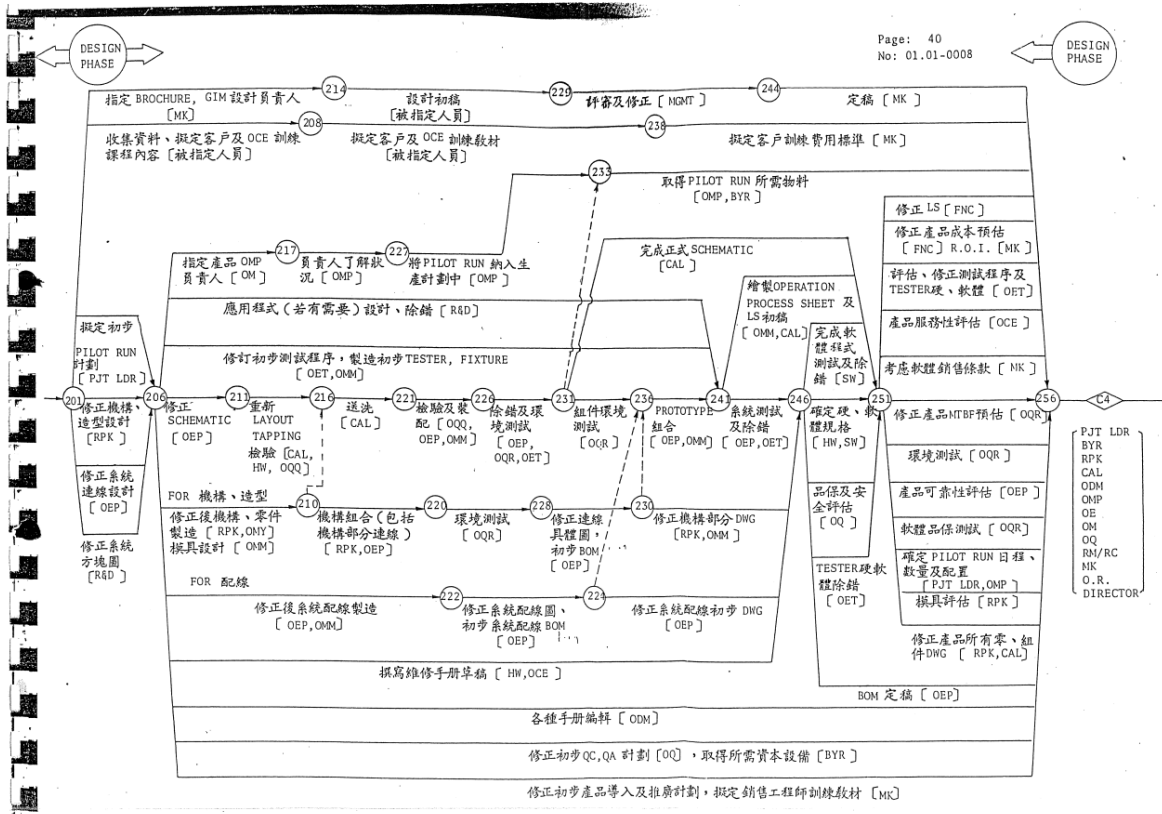 Page: 40
No: 01.01-0008
DESIGN
PHASE
DESIGN
PHASE
214
229
244
指定 BROCHURE, GIM 設計負責人
[MK]
設計初稿
[被指定人員]
評審及修正 [ MGMT ]
定稿 [ MK ]
208
238
收集資料、擬定客戶及OCE 訓練
課程內容 [被指定人員]
擬定客戶及 OCE 訓練教材
[被指定人員]
擬定客戶訓練費用標準 [ MK ]
233
取得PILOT RUN 所需物料
[ OMP, BYR ]
217
227
指定產品 OMP
負責人 [ OM ]
負責人了解狀
況 [ OMP ]
將 PILOT RUN 納入生
產計劃中 [ OMP ]
完成正式 SCHEMATIC
[ CAL ]
應用程式 (若有需要) 設計、除錯 [ R&D ]
繪製OPERATION
PROCESS SHEET 及
LS初稿
[ OMM, CAL ]
修訂初步測試程序,製造初步TESTER, FIXTURE
[ OET, OMM ]
完成軟
體程式
測試及除
錯 [ SW ]
修正 LS [ FNC ]
修正產品成本預估
[ FNC ] R.O.I. [ MK ]
評估、修正測試程序及
TESTER硬、軟體 [ OET ]
產品服務性評估 [ OCE ]
考慮軟體銷售條款 [ MK ]
擬定初步
PILOT RUN
計劃
[ PJT LDR ]
201
206
211
216
221
226
231
236
241
246
251
256
C4
修正機構、
造型設計
[ RPK ]
修正
SCHEMATIC
[ OEP ]
重新
LAYOUT
TAPPING
檢驗 [CAL,
HW, OQQ]
送洗
[ CAL ]
檢驗及裝
配 [ OQQ,
OEP, OMM ]
除錯及環
境測試
[ OEP,
OQR, OET ]
組件環境
測試
[ OQR ]
PROTOTYPE
組合
[ OEP, OMM ]
系統測試
及除錯
[ OEP, OET ]
確定硬、軟
體規格
[ HW, SW ]
修正產品MTBF預估 [ OQR ]
環境測試 [ OQR ]
產品可靠性評估 [ OEP ]
軟體品保測試 [ OQR ]
確定 PILOT RUN 日程、
數量及配置
[ PJT LDR, OMP ]
模具評估 [ RPK ]
修正產品所有零、組
件DWG [ RPK, CAL ]
PJT LDR
BYR
RPK
CAL
ODM
OMP
OE
OM
OQ
RM/RC
MK
O.R.
DIRECTOR
修正系統
連線設計
[ OEP ]
修正系統
方塊圖
[ R&D ]
FOR 機構、造型
210
220
228
230
修正後機構、零件
製造 [ RPK, OMY ]
模具設計 [ OMM ]
機構組合 (包括
機構部分連線)
[ RPK, OEP ]
環境測試
[ OQR ]
修正連線
具體圖,
初步BOM
[ OEP ]
修正機構部分 DWG
[ RPK, OMM ]
品保及安
全評估
[ OQ ]
TESTER硬軟
體除錯
[ OET ]
FOR 配線
222
224
修正後系統配線製造
[ OEP, OMM ]
修正系統配線圖、
初步系統配線BOM
[ OEP ]
修正系統配線初步 DWG
[ OEP ]
撰寫維修手册草稿 [ HW, OCE ]
BOM 定稿 [ OEP ]
各種手册編輯 [ ODM ]
修正初步QC, QA 計劃 [OQ] ,取得所需資本設備 [BYR ]
修正初步產品導入及推廣計劃,擬定銷售工程師訓練教材 [MK]